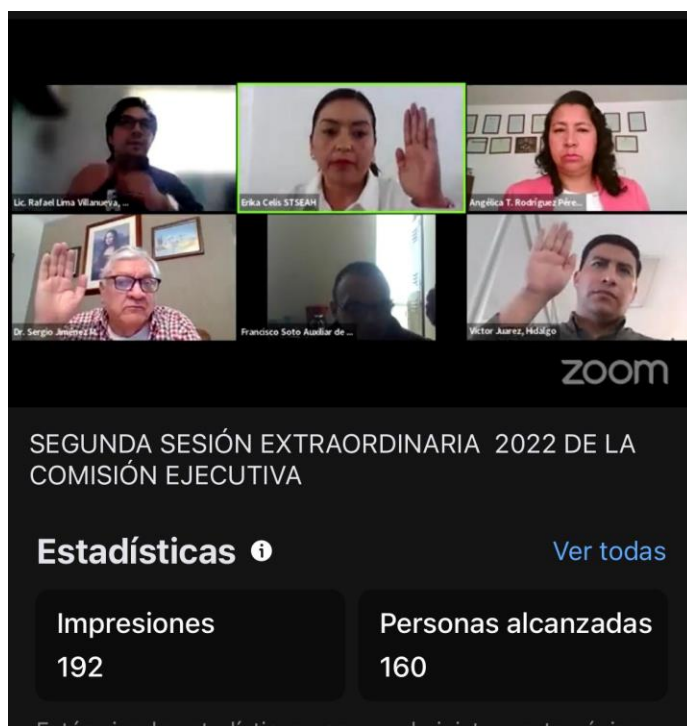 Lic. Rafael Lima Villanueva, ...
Erika Celis STSEAH
Angélica T. Rodríguez Pére...
Dr. Sergio Jiménez M.
Francisco Soto Auxiliar de ...
Victor Juarez, Hidalgo
zoom
SEGUNDA SESIÓN EXTRAORDINARIA 2022 DE LA
COMISIÓN EJECUTIVA
Estadísticas
Ver todas
Impresiones
Personas alcanzadas
192
160